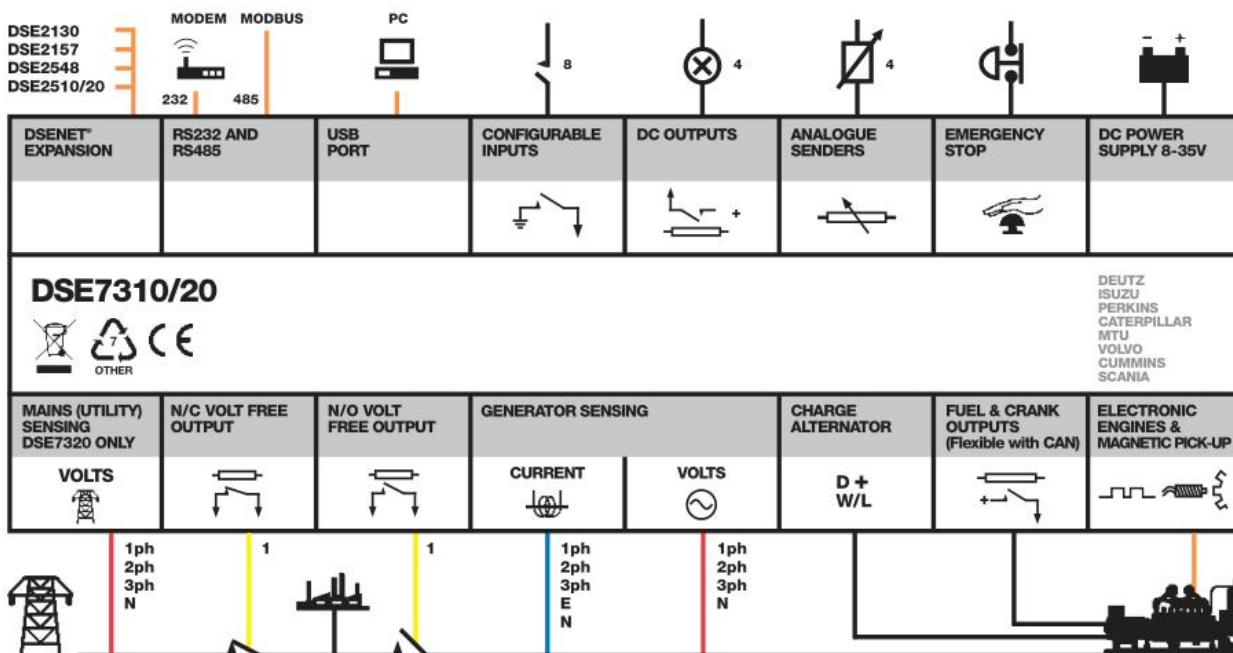 DSE2130
DSE2157
DSE2548
DSE2510/20
MODEM MODBUS
232 485
PC
8
4
4
- +
DSENET®
EXPANSION
RS232 AND
RS485
USB
PORT
CONFIGURABLE
INPUTS
DC OUTPUTS
ANALOGUE
SENDERS
EMERGENCY
STOP
DC POWER
SUPPLY 8-35V
+
DSE7310/20
7
OTHER
CE
DEUTZ
ISUZU
PERKINS
CATERPILLAR
MTU
VOLVO
CUMMINS
SCANIA
MAINS (UTILITY)
SENSING
DSE7320 ONLY
VOLTS
N/C VOLT FREE
OUTPUT
N/O VOLT
FREE OUTPUT
GENERATOR SENSING
CURRENT
VOLTS
CHARGE
ALTERNATOR
D +
W/L
FUEL & CRANK
OUTPUTS
(Flexible with CAN)
+
ELECTRONIC
ENGINES &
MAGNETIC PICK-UP
1ph
2ph
3ph
N
1
1
1ph
2ph
3ph
E
N
1ph
2ph
3ph
N